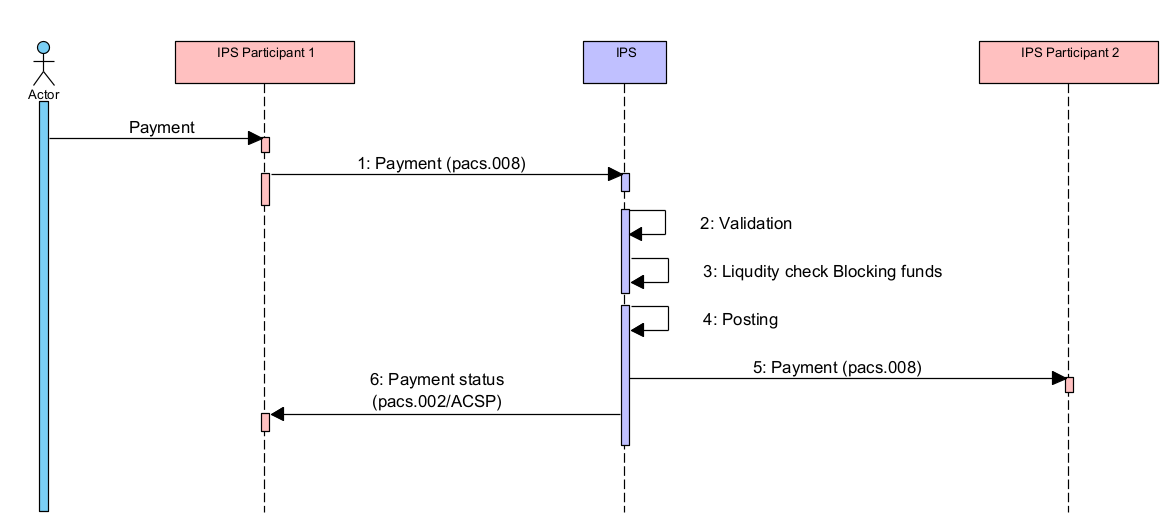 IPS Participant 1
IPS
IPS Participant 2
Actor
Payment
1: Payment (pacs.008)
2: Validation
3: Liqudity check Blocking funds
4: Posting
5: Payment (pacs.008)
6: Payment status
(pacs.002/ACSP)